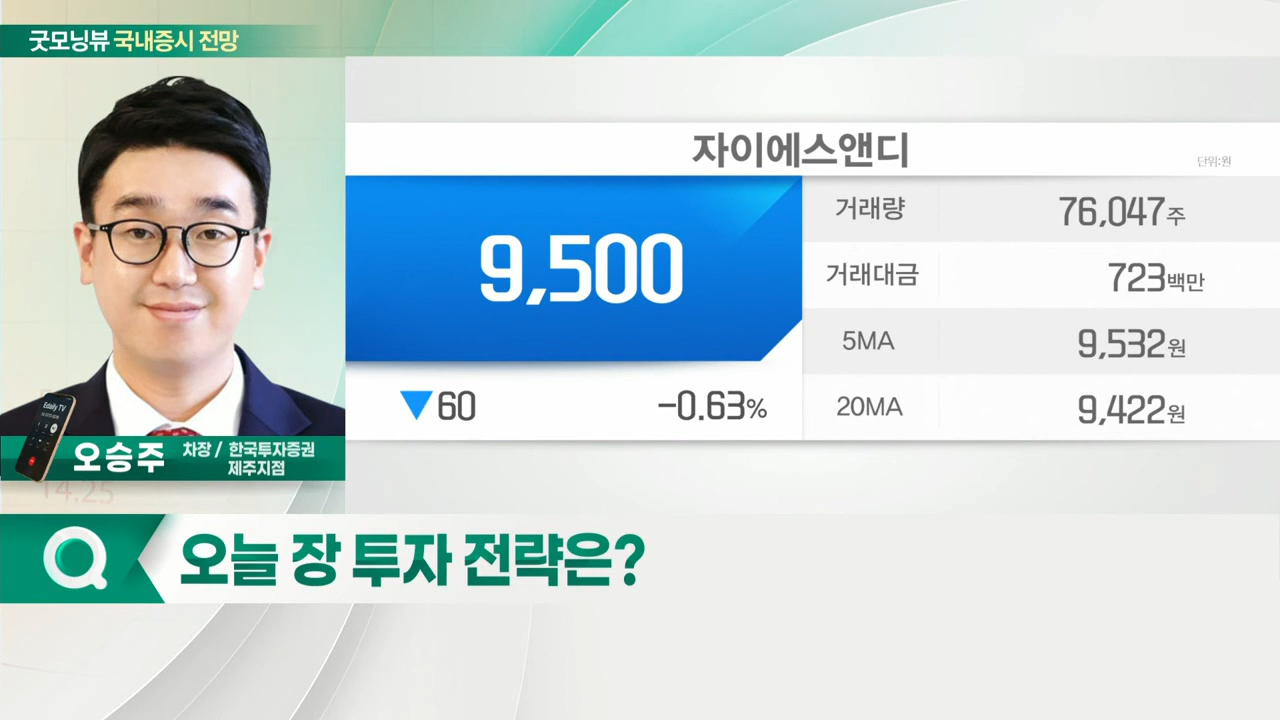 굿모닝뷰 국내증시 전망
자이에스앤디
단위:원
9,500
▼60 -0.63%
거래량 76,047주
거래대금 723백만
5MA 9,532원
20MA 9,422원
Edaily TV
오승주 차장 / 한국투자증권
제주지점
14.25
Q 오늘 장 투자 전략은?